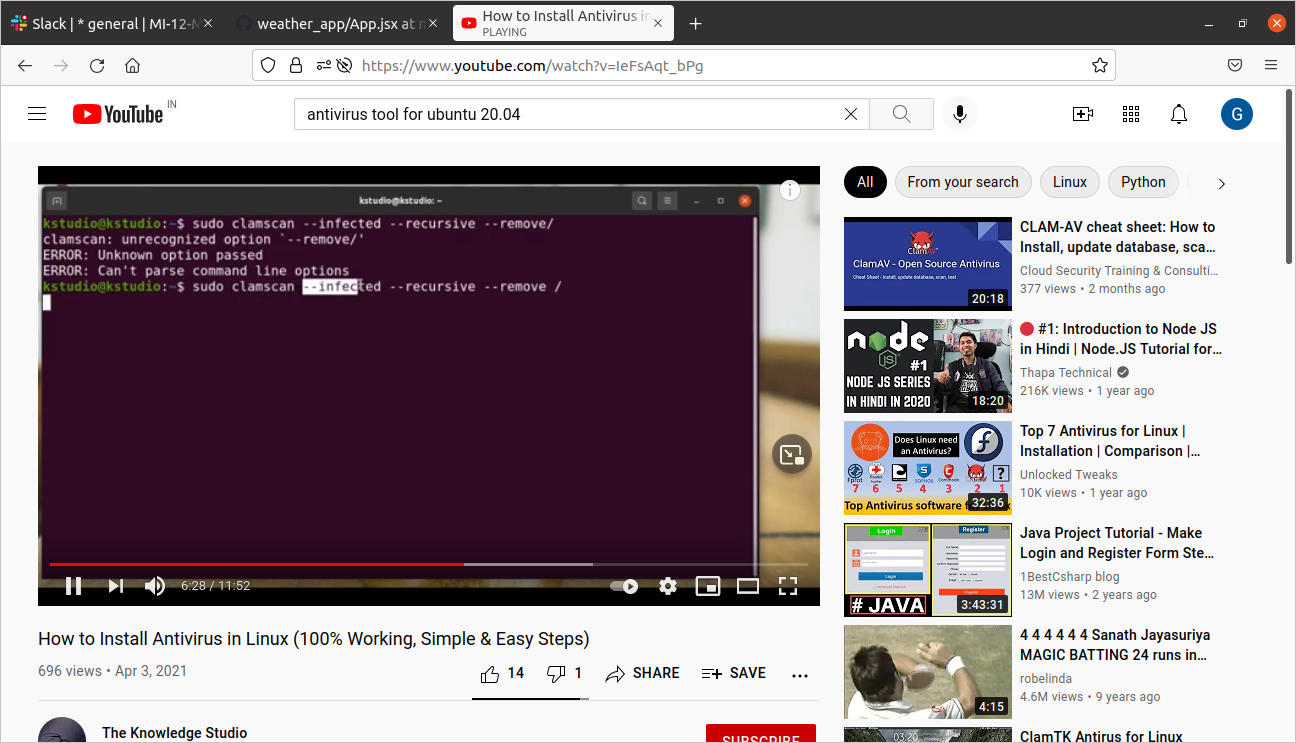 Slack | * general | MI-12-M
weather_app/App.jsx at m
How to Install Antivirus in
PLAYING
https://www.youtube.com/watch?v=IeFsAqt_bPg
YouTube IN
antivirus tool for ubuntu 20.04
G
kstudio@kstudio: ~
kstudio@kstudio:~$ sudo clamscan --infected --recursive --remove/
clamscan: unrecognized option `--remove/'
ERROR: Unknown option passed
ERROR: Can't parse command line options
kstudio@kstudio:~$ sudo clamscan --infected --recursive --remove /
6:28 / 11:52
How to Install Antivirus in Linux (100% Working, Simple & Easy Steps)
696 views • Apr 3, 2021
14
1
SHARE
SAVE
The Knowledge Studio
SUBSCRIBE
All
From your search
Linux
Python
ClamAV
ClamAV - Open Source Antivirus
Cheat Sheet - Install, update database, scan, test
20:18
CLAM-AV cheat sheet: How to
Install, update database, sca…
Cloud Security Training & Consulti…
377 views • 2 months ago
node
JS
#1
NODE JS SERIES
IN HINDI IN 2020
18:20
#1: Introduction to Node JS
in Hindi | Node.JS Tutorial for…
Thapa Technical
216K views • 1 year ago
Does Linux need
an Antivirus?
7 6 5 4 3 2 1
Top Antivirus software
32:36
Top 7 Antivirus for Linux |
Installation | Comparison |…
Unlocked Tweaks
10K views • 1 year ago
Login
Register
# JAVA
3:43:31
Java Project Tutorial - Make
Login and Register Form Ste…
1BestCsharp blog
13M views • 2 years ago
4:15
4 4 4 4 4 4 Sanath Jayasuriya
MAGIC BATTING 24 runs in…
robelinda
4.6M views • 9 years ago
03:20
ClamTK Antirus for Linux